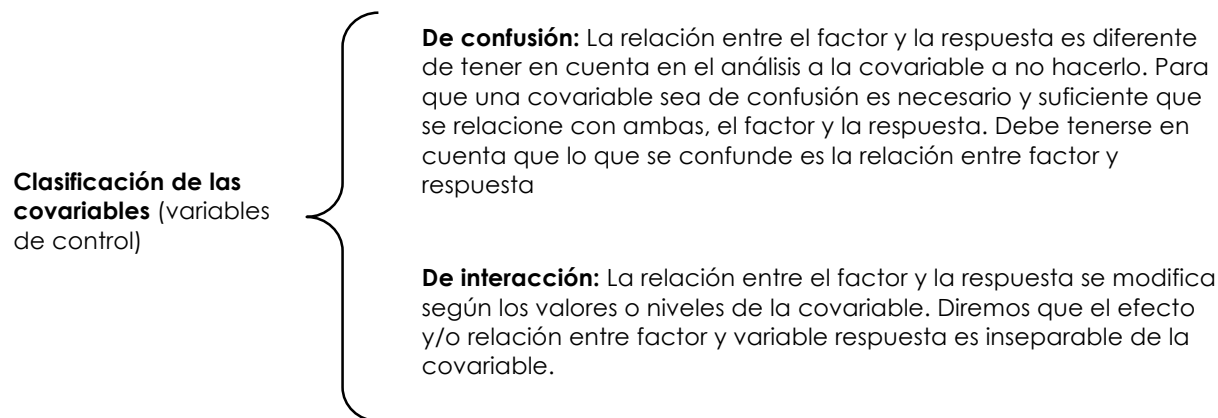 Clasificación de las
covariables (variables
de control)
De confusión: La relación entre el factor y la respuesta es diferente
de tener en cuenta en el análisis a la covariable a no hacerlo. Para
que una covariable sea de confusión es necesario y suficiente que
se relacione con ambas, el factor y la respuesta. Debe tenerse en
cuenta que lo que se confunde es la relación entre factor y
respuesta
De interacción: La relación entre el factor y la respuesta se modifica
según los valores o niveles de la covariable. Diremos que el efecto
y/o relación entre factor y variable respuesta es inseparable de la
covariable.